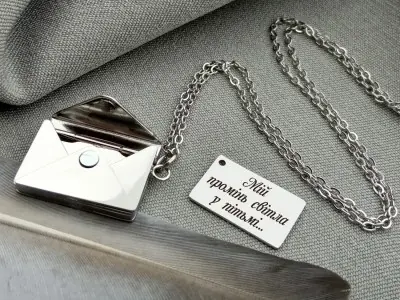 Мій
промінь світла
у пітьмі...